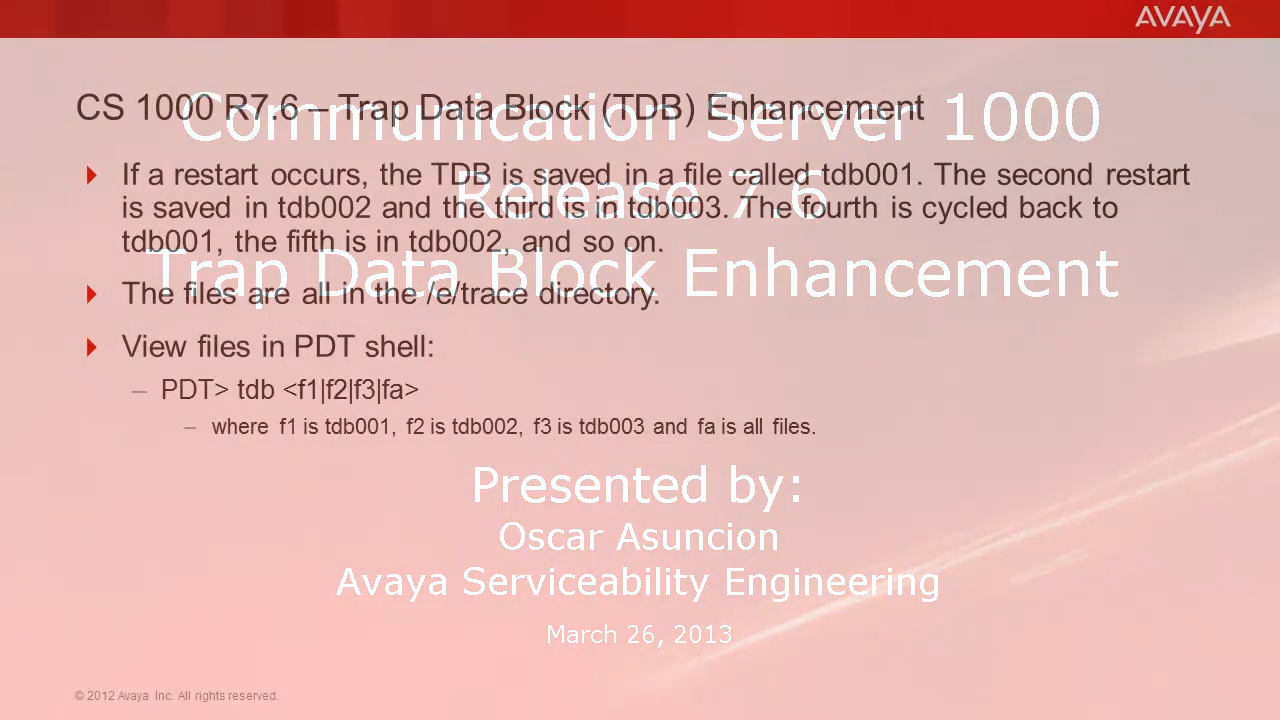 AVAYA
CS 1000 R7.6 – Trap Data Block (TDB) Enhancement
If a restart occurs, the TDB is saved in a file called tdb001. The second restart
is saved in tdb002 and the third is in tdb003. The fourth is cycled back to
tdb001, the fifth is in tdb002, and so on.
The files are all in the /e/trace directory.
View files in PDT shell:
– PDT> tdb <f1|f2|f3|fa>
– where f1 is tdb001, f2 is tdb002, f3 is tdb003 and fa is all files.
Communication Server 1000
Release 7.6
Trap Data Block Enhancement
Presented by:
Oscar Asuncion
Avaya Serviceability Engineering
March 26, 2013
© 2012 Avaya Inc. All rights reserved.